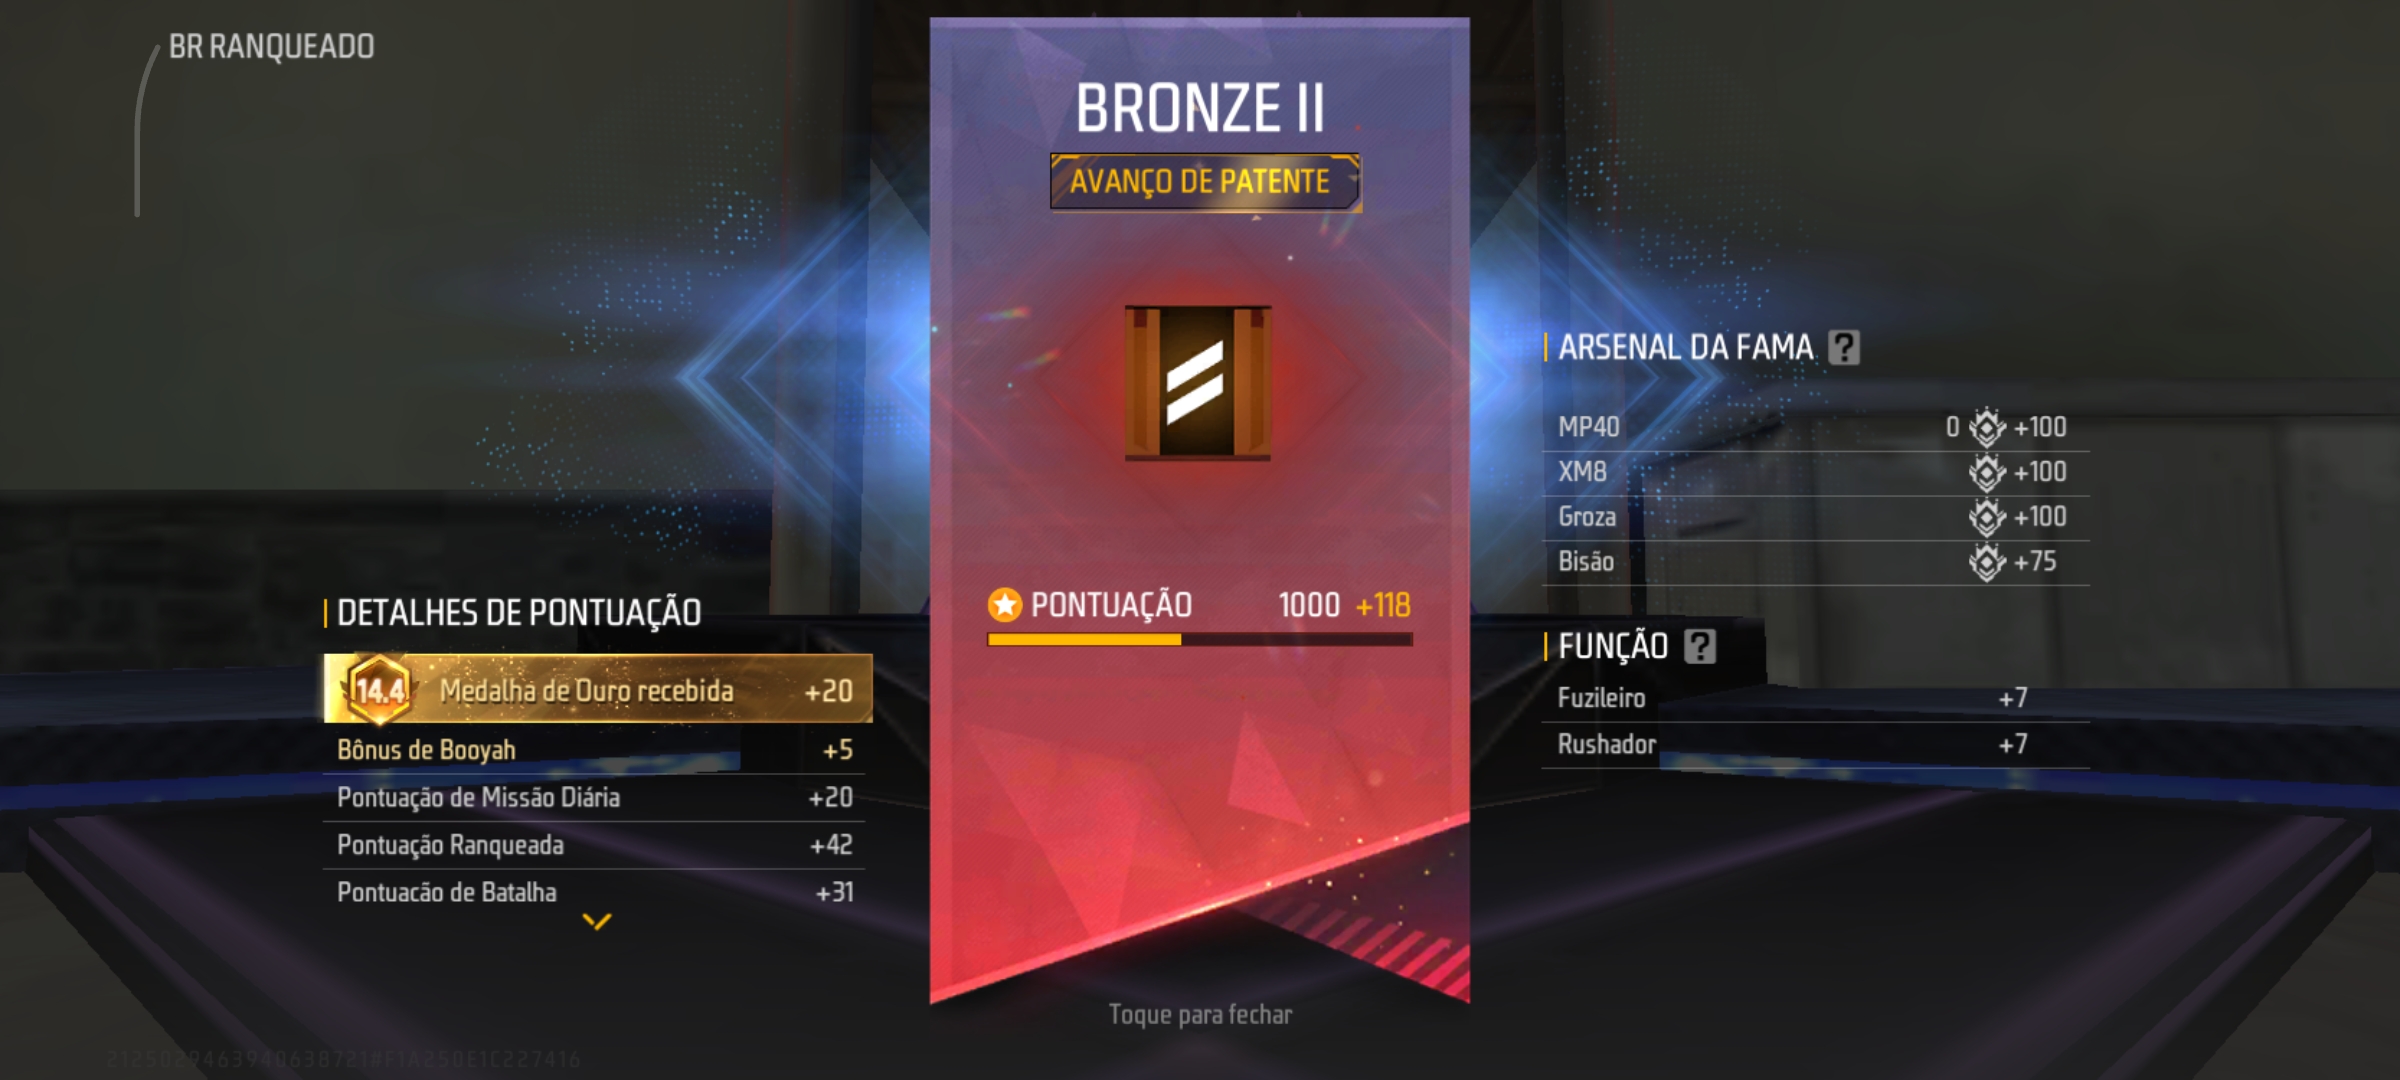 BR RANQUEADO
BRONZE II
AVANÇO DE PATENTE
PONTUAÇÃO 1000 +118
DETALHES DE PONTUAÇÃO
14.4 Medalha de Ouro recebida +20
Bônus de Booyah +5
Pontuação de Missão Diária +20
Pontuação Ranqueada +42
Pontuacão de Batalha +31
ARSENAL DA FAMA ?
MP40 0 +100
XM8 +100
Groza +100
Bisão +75
FUNÇÃO ?
Fuzileiro +7
Rushador +7
Toque para fechar